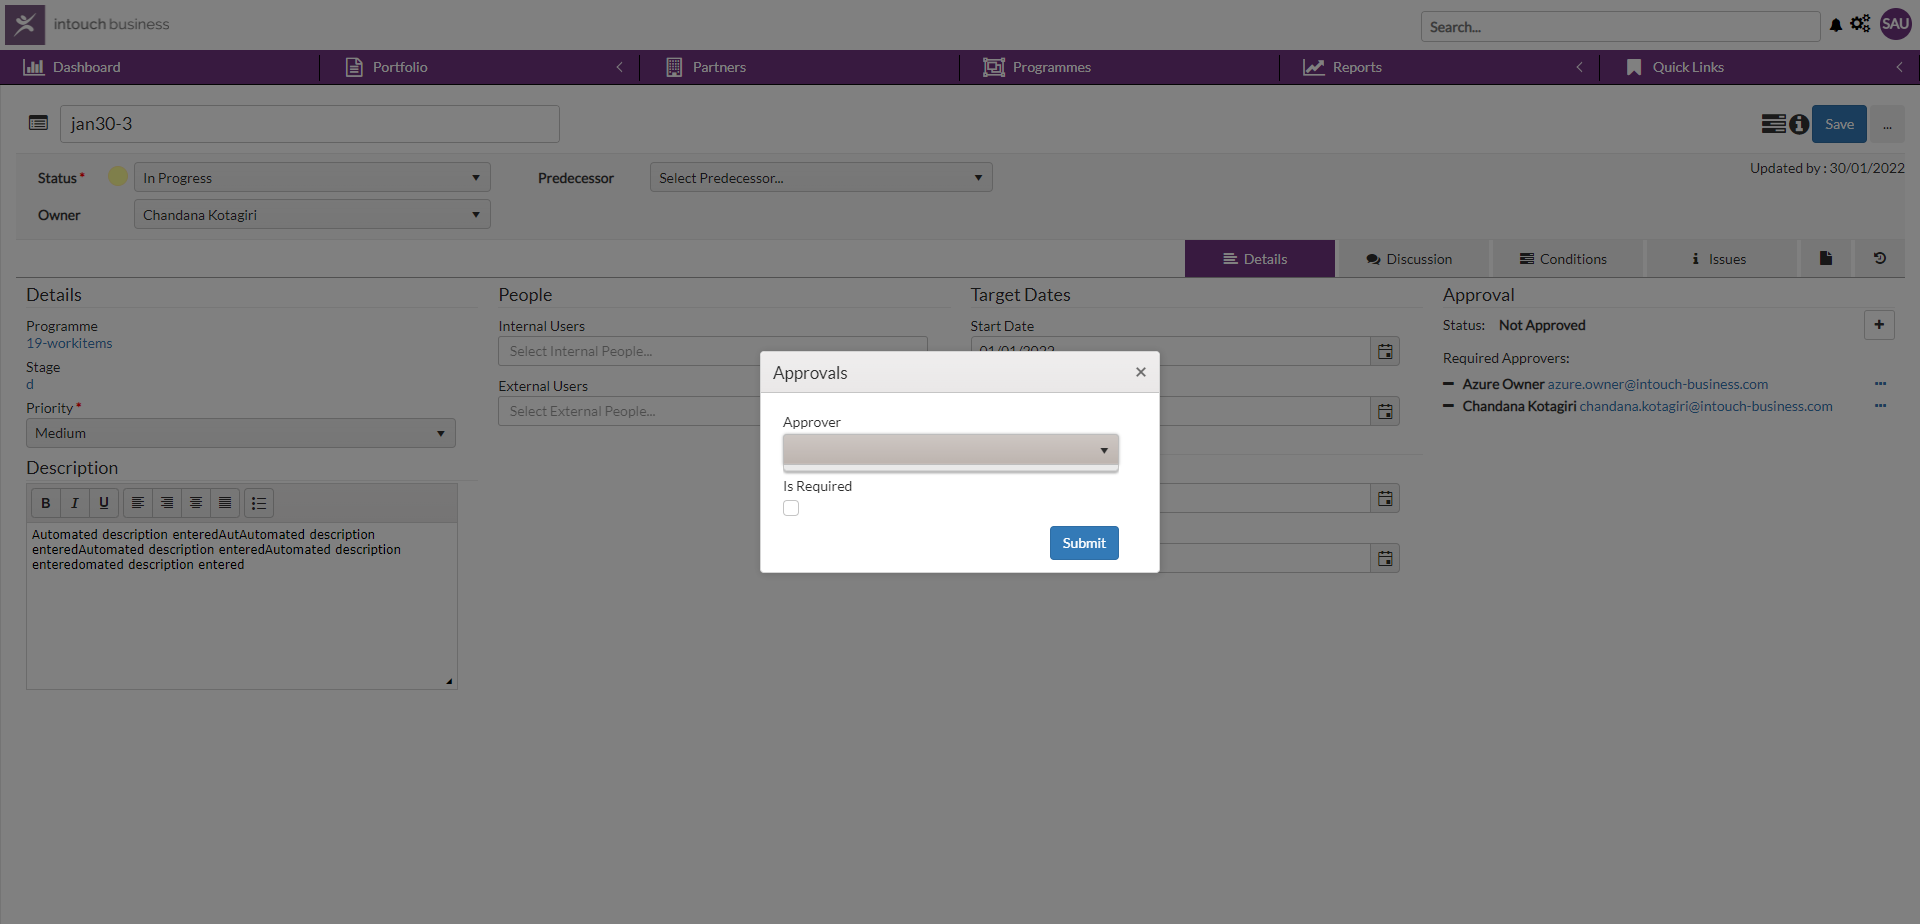 intouch business
Search...
SAU
Dashboard
Portfolio
Partners
Programmes
Reports
Quick Links
jan30-3
Save
...
Status *
In Progress
Predecessor
Select Predecessor...
Updated by : 30/01/2022
Owner
Chandana Kotagiri
Details
Discussion
Conditions
Issues
Details
Programme
19-workitems
Stage
d
Priority *
Medium
Description
B I U
Automated description enteredAutAutomated description
enteredAutomated description enteredAutomated description
enteredomated description entered
People
Internal Users
Select Internal People...
External Users
Select External People...
Target Dates
Start Date
01/01/2022
Approval
Status: Not Approved
+
Required Approvers:
Azure Owner azure.owner@intouch-business.com
Chandana Kotagiri chandana.kotagiri@intouch-business.com
Approvals
×
Approver
Is Required
Submit